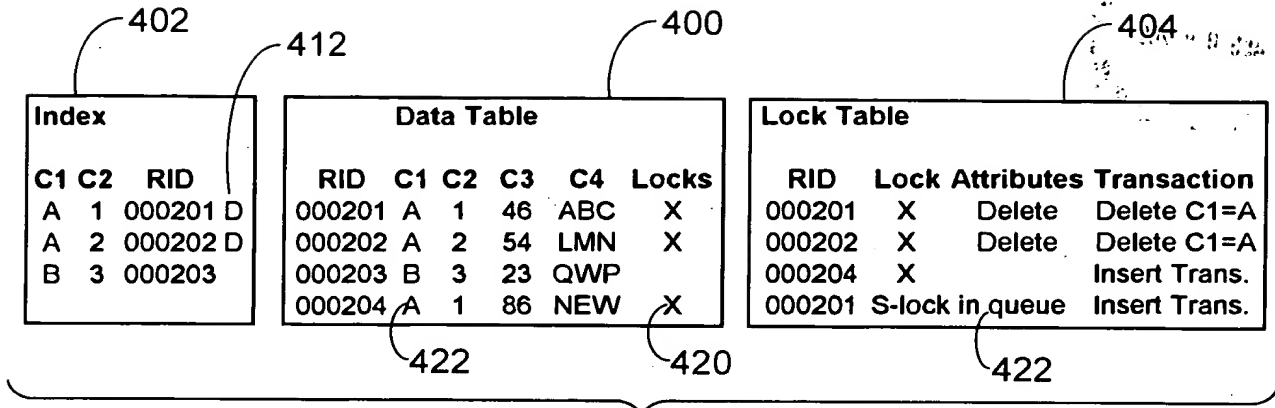 402
412
400
404
Index
C1 C2 RID
A 1 000201 D
A 2 000202 D
B 3 000203
Data Table
RID C1 C2 C3 C4 Locks
000201 A 1 46 ABC X
000202 A 2 54 LMN X
000203 B 3 23 QWP
000204 A 1 86 NEW X
422
420
Lock Table
RID Lock Attributes Transaction
000201 X Delete Delete C1=A
000202 X Delete Delete C1=A
000204 X Insert Trans.
000201 S-lock in queue Insert Trans.
422